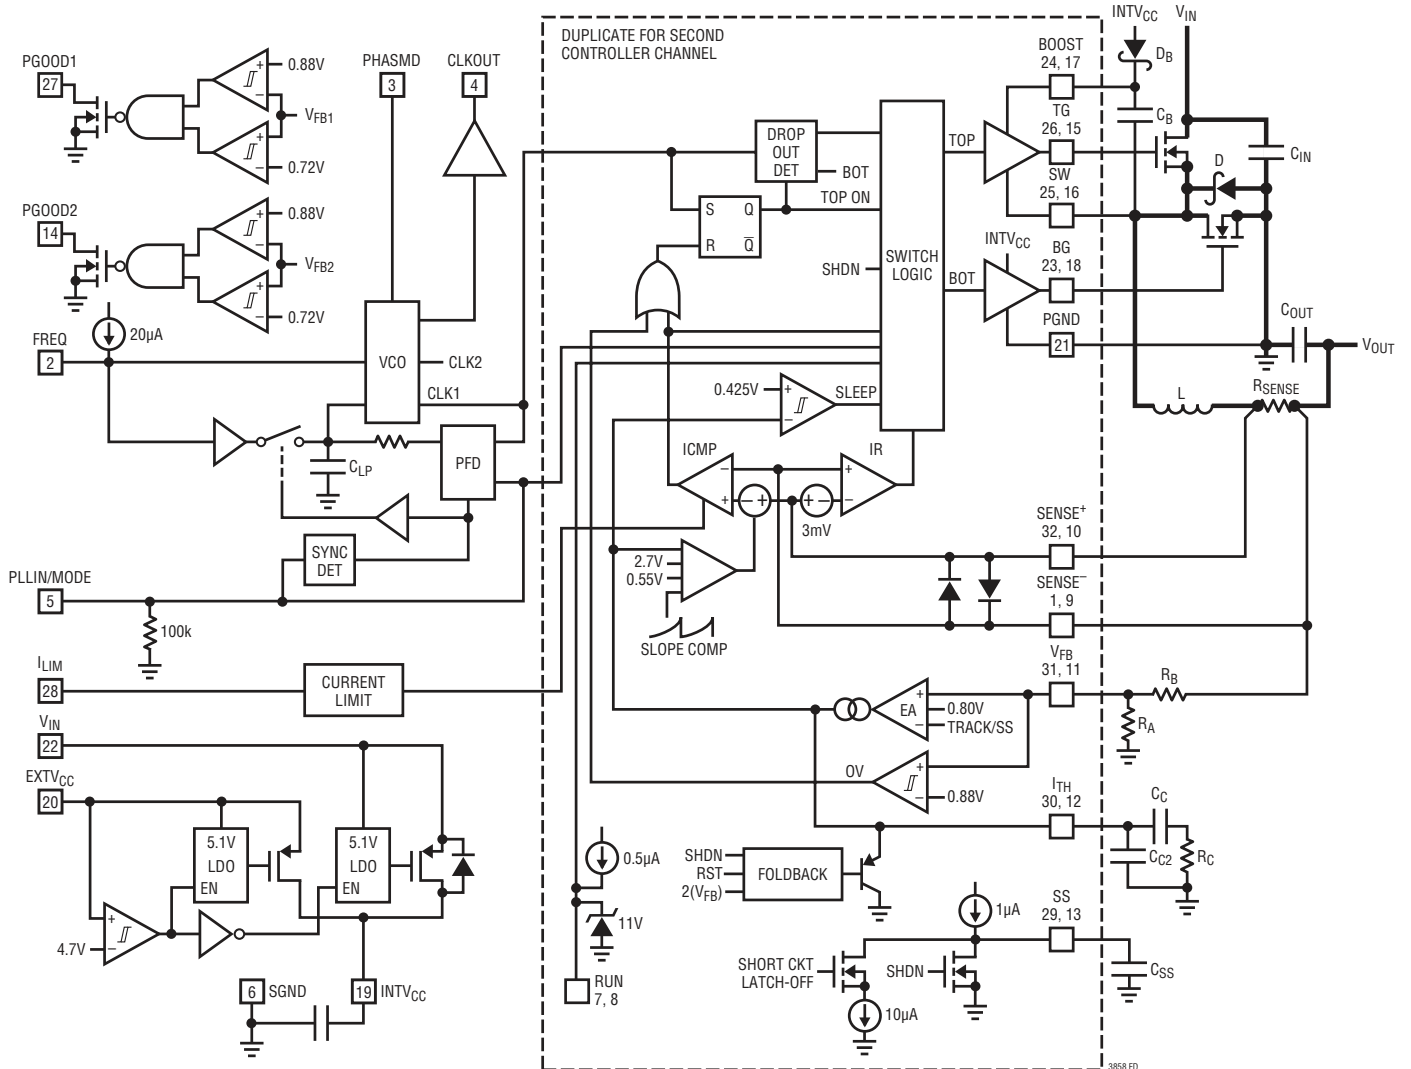 DUPLICATE FOR SECOND
CONTROLLER CHANNEL
INTVCC
VIN
DB
PGOOD1
27
0.88V
VFB1
0.72V
PHASMD
3
CLKOUT
4
BOOST
24, 17
CB
TG
26, 15
CIN
D
SW
25, 16
DROP
OUT
DET
BOT
TOP ON
S
Q
R
Q̅
TOP
SWITCH
LOGIC
SHDN
BOT
INTVCC
BG
23, 18
PGND
21
COUT
VOUT
RSENSE
L
PGOOD2
14
0.88V
VFB2
0.72V
20µA
FREQ
2
VCO
CLK2
CLK1
0.425V
+
−
SLEEP
CLP
PFD
ICMP
IR
−
+
− +
+ −
+
−
3mV
SENSE+
32, 10
SENSE−
1, 9
SYNC
DET
2.7V
0.55V
SLOPE COMP
PLLIN/MODE
5
100k
ILIM
28
CURRENT
LIMIT
VFB
31, 11
RB
RA
EA
+
0.80V
−
TRACK/SS
VIN
22
EXTVCC
20
OV
+
−
0.88V
ITH
30, 12
CC
CC2
RC
5.1V
LDO
EN
5.1V
LDO
EN
+
4.7V
−
0.5µA
11V
SHDN
RST
2(VFB)
FOLDBACK
1µA
SS
29, 13
CSS
SHORT CKT
LATCH-OFF
SHDN
10µA
RUN
7, 8
6
SGND
19
INTVCC
3858 FD